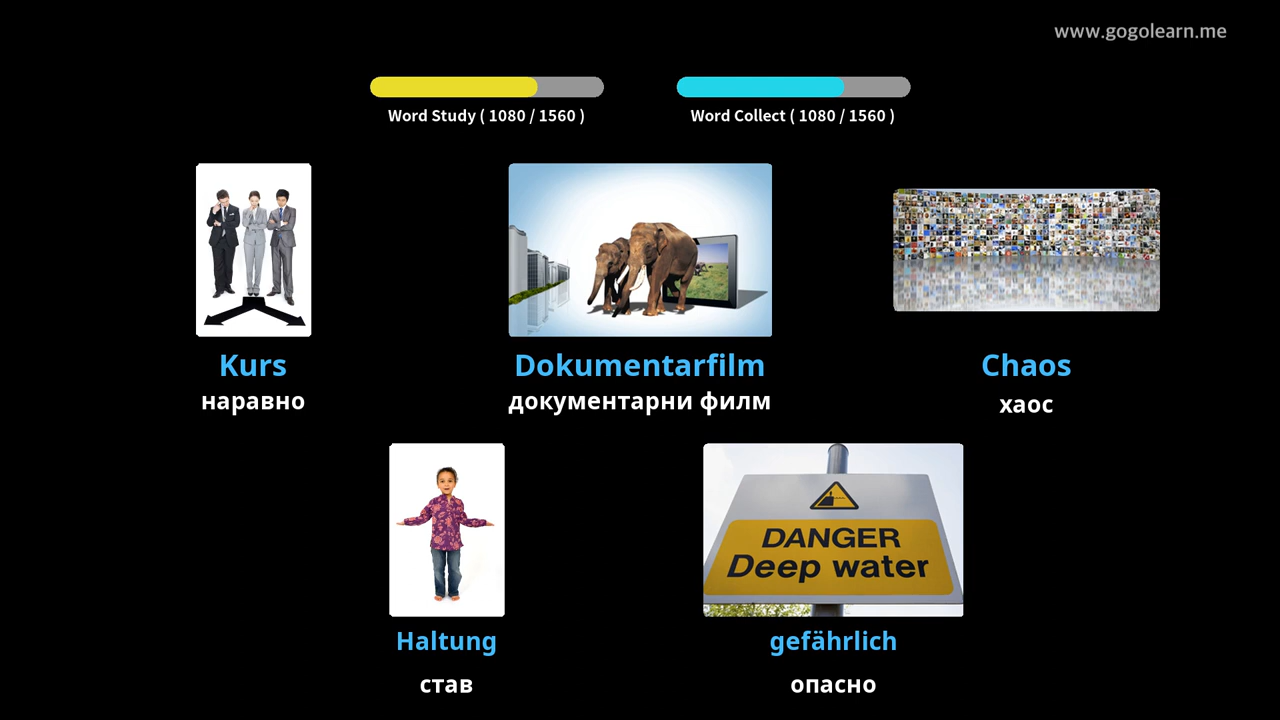 www.gogolearn.me
Word Study ( 1080 / 1560 )
Word Collect ( 1080 / 1560 )
Kurs
наравно
Dokumentarfilm
документарни филм
Chaos
хаос
DANGER
Deep water
Haltung
став
gefährlich
опасно